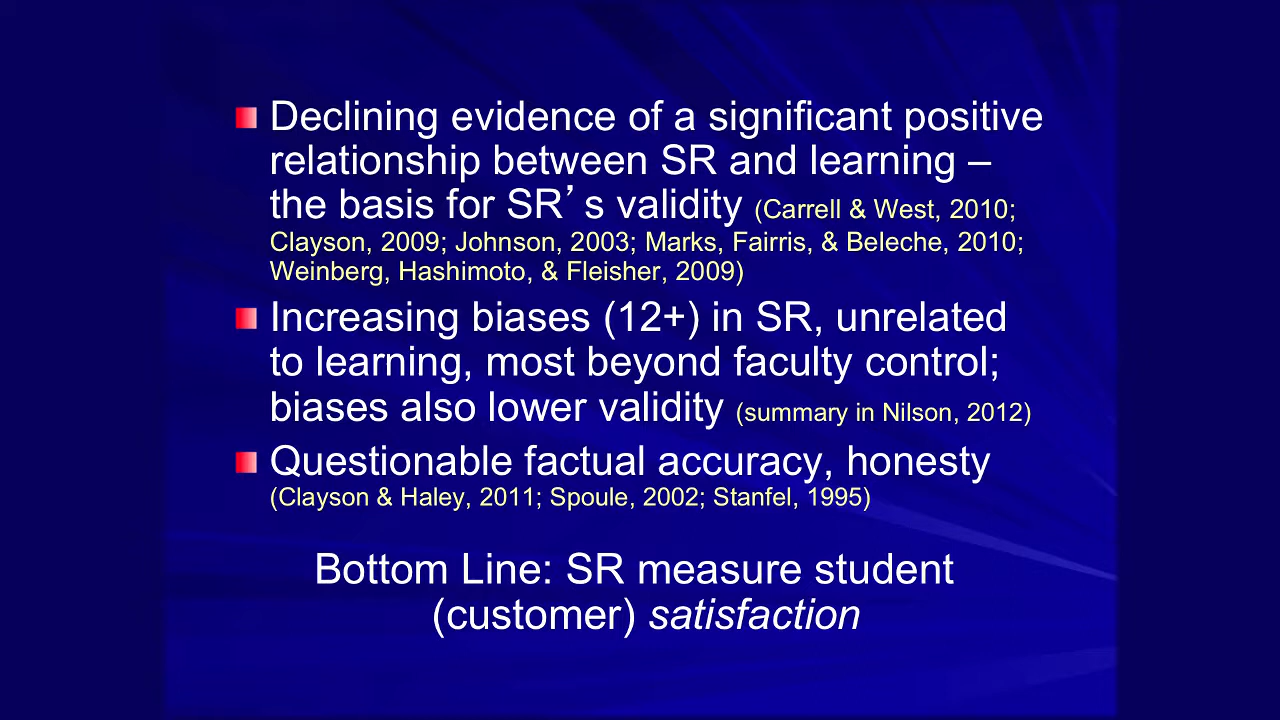 Declining evidence of a significant positive
relationship between SR and learning –
the basis for SR’s validity (Carrell & West, 2010;
Clayson, 2009; Johnson, 2003; Marks, Fairris, & Beleche, 2010;
Weinberg, Hashimoto, & Fleisher, 2009)
Increasing biases (12+) in SR, unrelated
to learning, most beyond faculty control;
biases also lower validity (summary in Nilson, 2012)
Questionable factual accuracy, honesty
(Clayson & Haley, 2011; Spoule, 2002; Stanfel, 1995)
Bottom Line: SR measure student
(customer) satisfaction